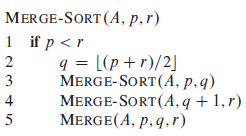 MERGE-SORT(A, p, r)
1 if p < r
2 q = ⌊(p + r)/2⌋
3 MERGE-SORT(A, p, q)
4 MERGE-SORT(A, q + 1, r)
5 MERGE(A, p, q, r)